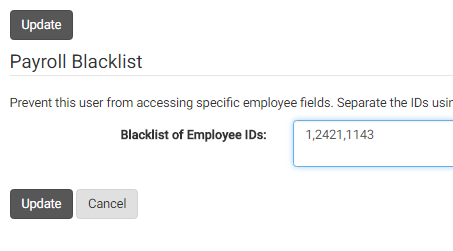 Update
Payroll Blacklist
Prevent this user from accessing specific employee fields. Separate the IDs
Blacklist of Employee IDs:
1,2421,1143
Update
Cancel